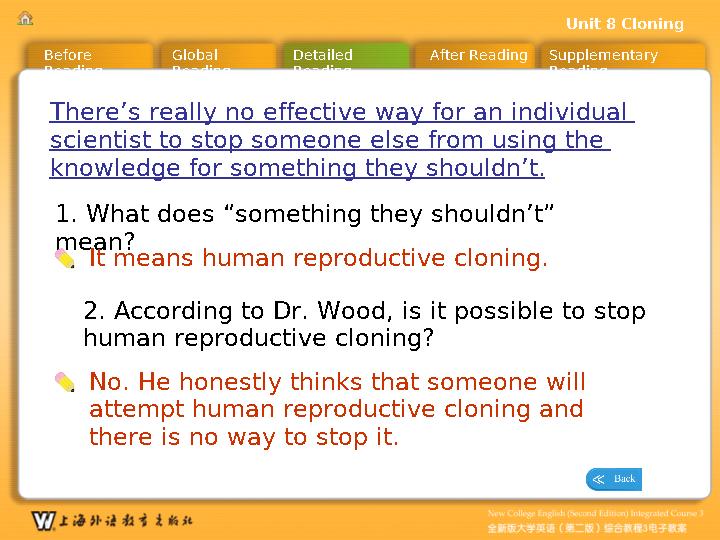 Unit 8 Cloning
Before Reading
Global Reading
Detailed Reading
After Reading
Supplementary Reading
There’s really no effective way for an individual
scientist to stop someone else from using the
knowledge for something they shouldn’t.
1. What does “something they shouldn’t”
mean?
It means human reproductive cloning.
2. According to Dr. Wood, is it possible to stop
human reproductive cloning?
No. He honestly thinks that someone will
attempt human reproductive cloning and
there is no way to stop it.
≪ Back
W 上海外语教育出版社
New College English (Second Edition) Integrated Course 3
全新版大学英语（第二版）综合教程3电子教案